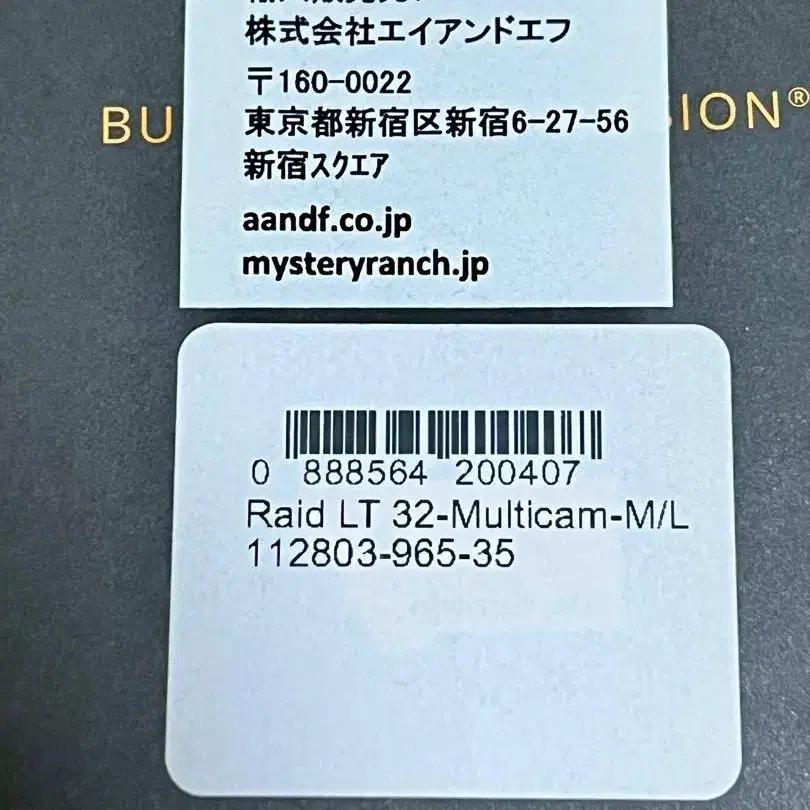 株式会社エイアンドエフ
〒160-0022
BU
東京都新宿区新宿6-27-56
SION®
新宿スクエア
aandf.co.jp
mysteryranch.jp
0 888564 200407
Raid LT 32-Multicam-M/L
112803-965-35